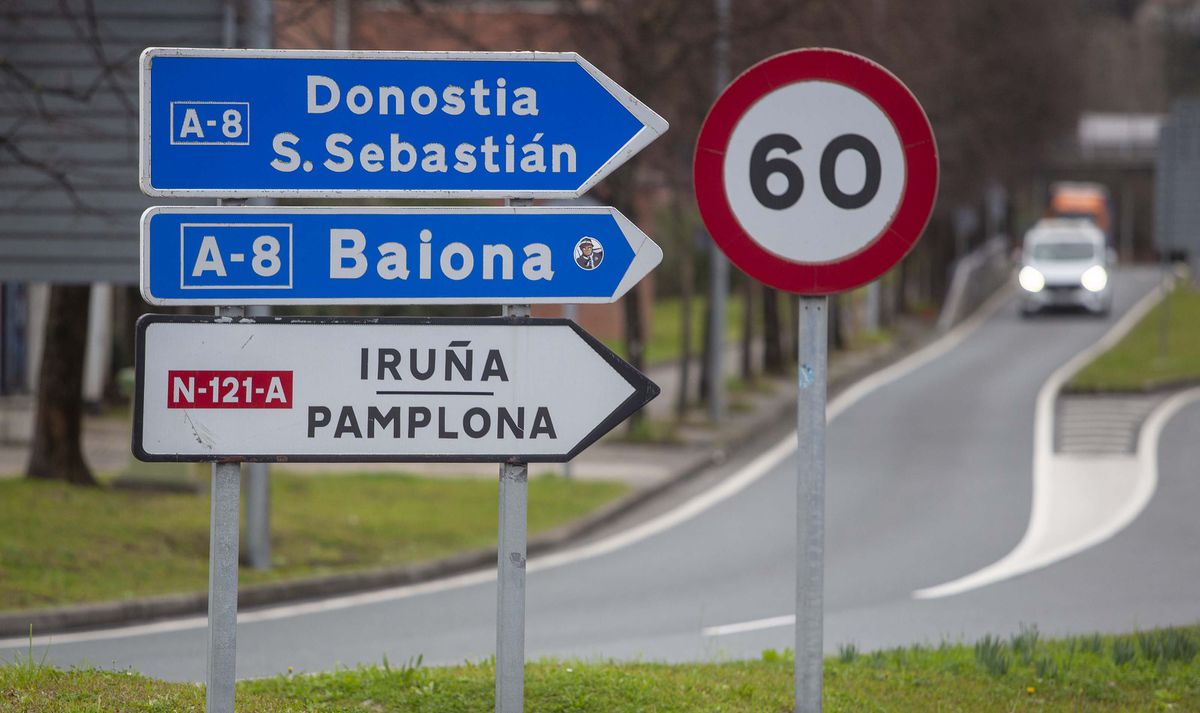 A-8
Donostia
S. Sebastián
A-8
Baiona
N-121-A
IRUÑA
PAMPLONA
60